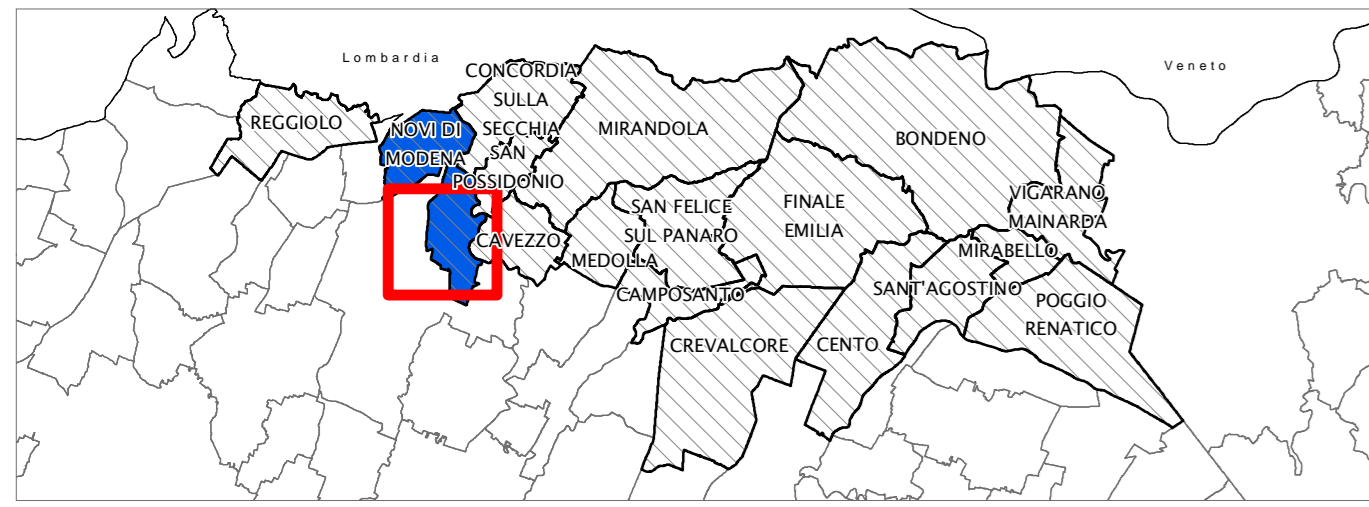 Lombardia
Veneto
CONCORDIA
SULLA
SECCHIA
REGGIOLO
NOVI DI
MODENA
MIRANDOLA
BONDENO
SAN
POSSIDONIO
VIGARANO
MAINARDA
SAN FELICE
SUL PANARO
FINALE
EMILIA
CAVEZZO
MEDOLLA
MIRABELLO
CAMPOSANTO
SANT'AGOSTINO
POGGIO
RENATICO
CREVALCORE
CENTO